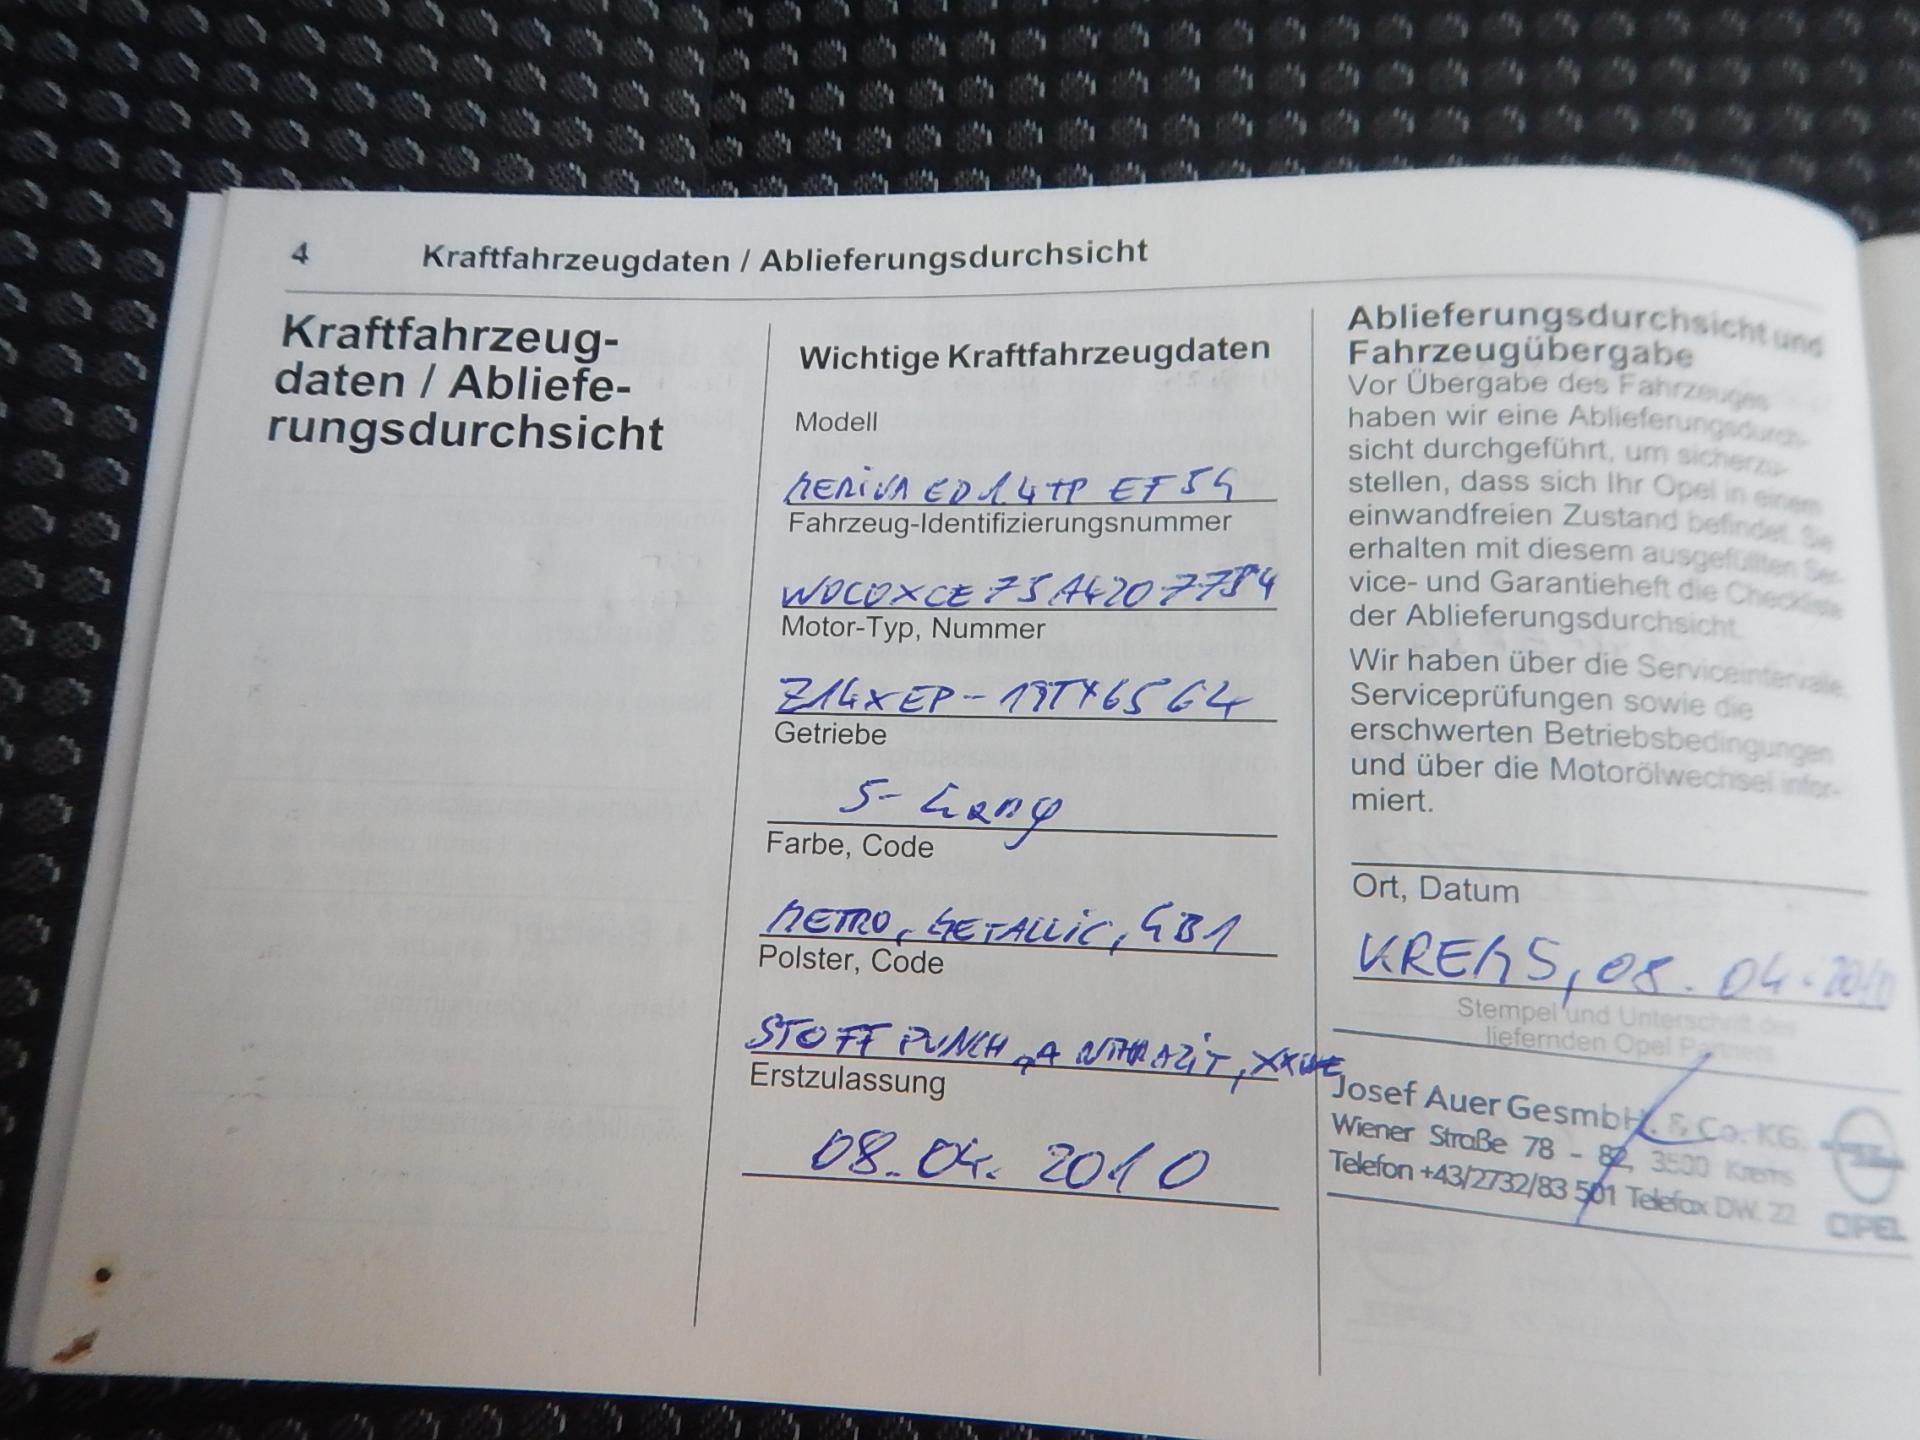 4 Kraftfahrzeugdaten / Ablieferungsdurchsicht
Kraftfahrzeug-
daten / Abliefe-
rungsdurchsicht
Wichtige Kraftfahrzeugdaten
Modell
MERIVA ED 1.4 TP EF 54
Fahrzeug-Identifizierungsnummer
W0L0XCE75A4207784
Motor-Typ, Nummer
Z14XEP - 19TX6564
Getriebe
5-Gang
Farbe, Code
METRO, METALLIC, GB1
Polster, Code
STOFF PUNCH, ANTHRAZIT,
Erstzulassung
08.04.2010
Ablieferungsdurchsicht und
Fahrzeugübergabe
Vor Übergabe des Fahrzeuges
haben wir eine Ablieferungsdurch-
sicht durchgeführt, um sicherzu-
stellen, dass sich Ihr Opel in einem
einwandfreien Zustand befindet. Sie
erhalten mit diesem ausgefüllten Ser-
vice- und Garantieheft die Checkliste
der Ablieferungsdurchsicht.
Wir haben über die Serviceintervalle,
Serviceprüfungen sowie die
erschwerten Betriebsbedingungen
und über die Motorölwechsel infor-
miert.
Ort, Datum
KREMS, 08.04.2010
Stempel und Unterschrift des
liefernden Opel Partners
Josef Auer GesmbH. & Co. KG.
Wiener Straße 78 - 82, 3500 Krems
Telefon +43/2732/83 501 Telefax DW. 22
OPEL